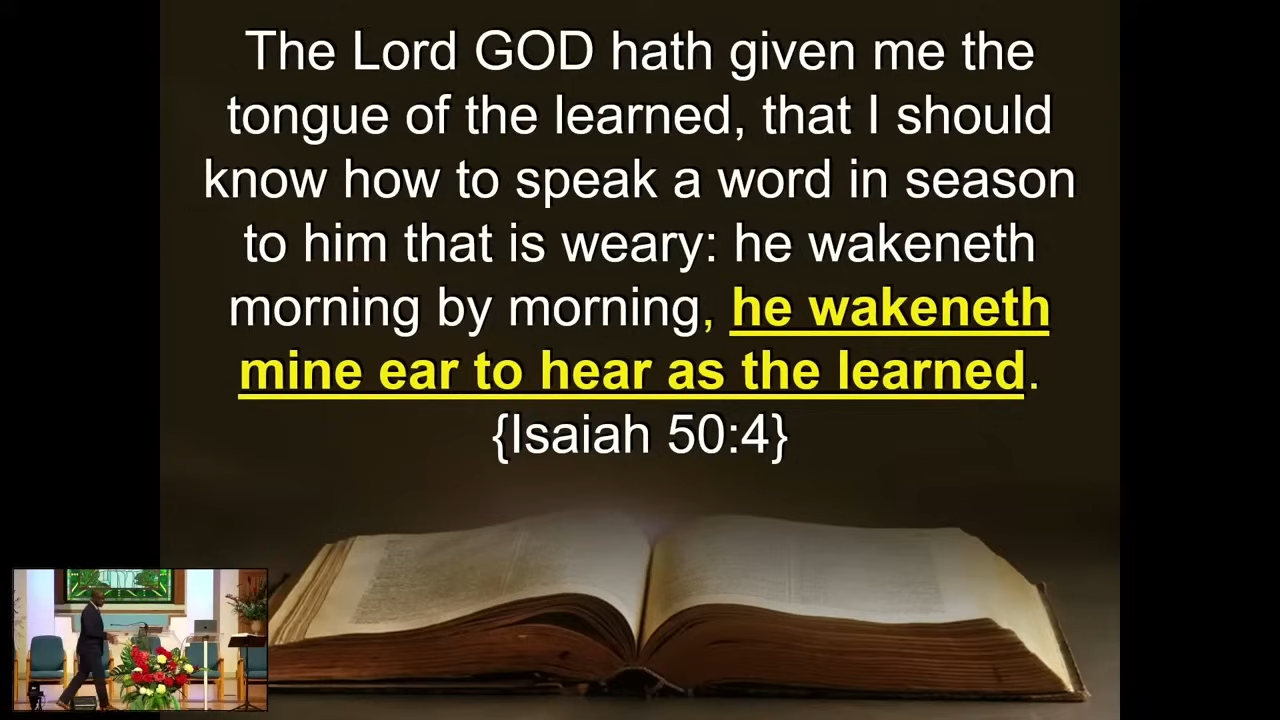 The Lord GOD hath given me the
tongue of the learned, that I should
know how to speak a word in season
to him that is weary: he wakeneth
morning by morning, he wakeneth
mine ear to hear as the learned.
{Isaiah 50:4}